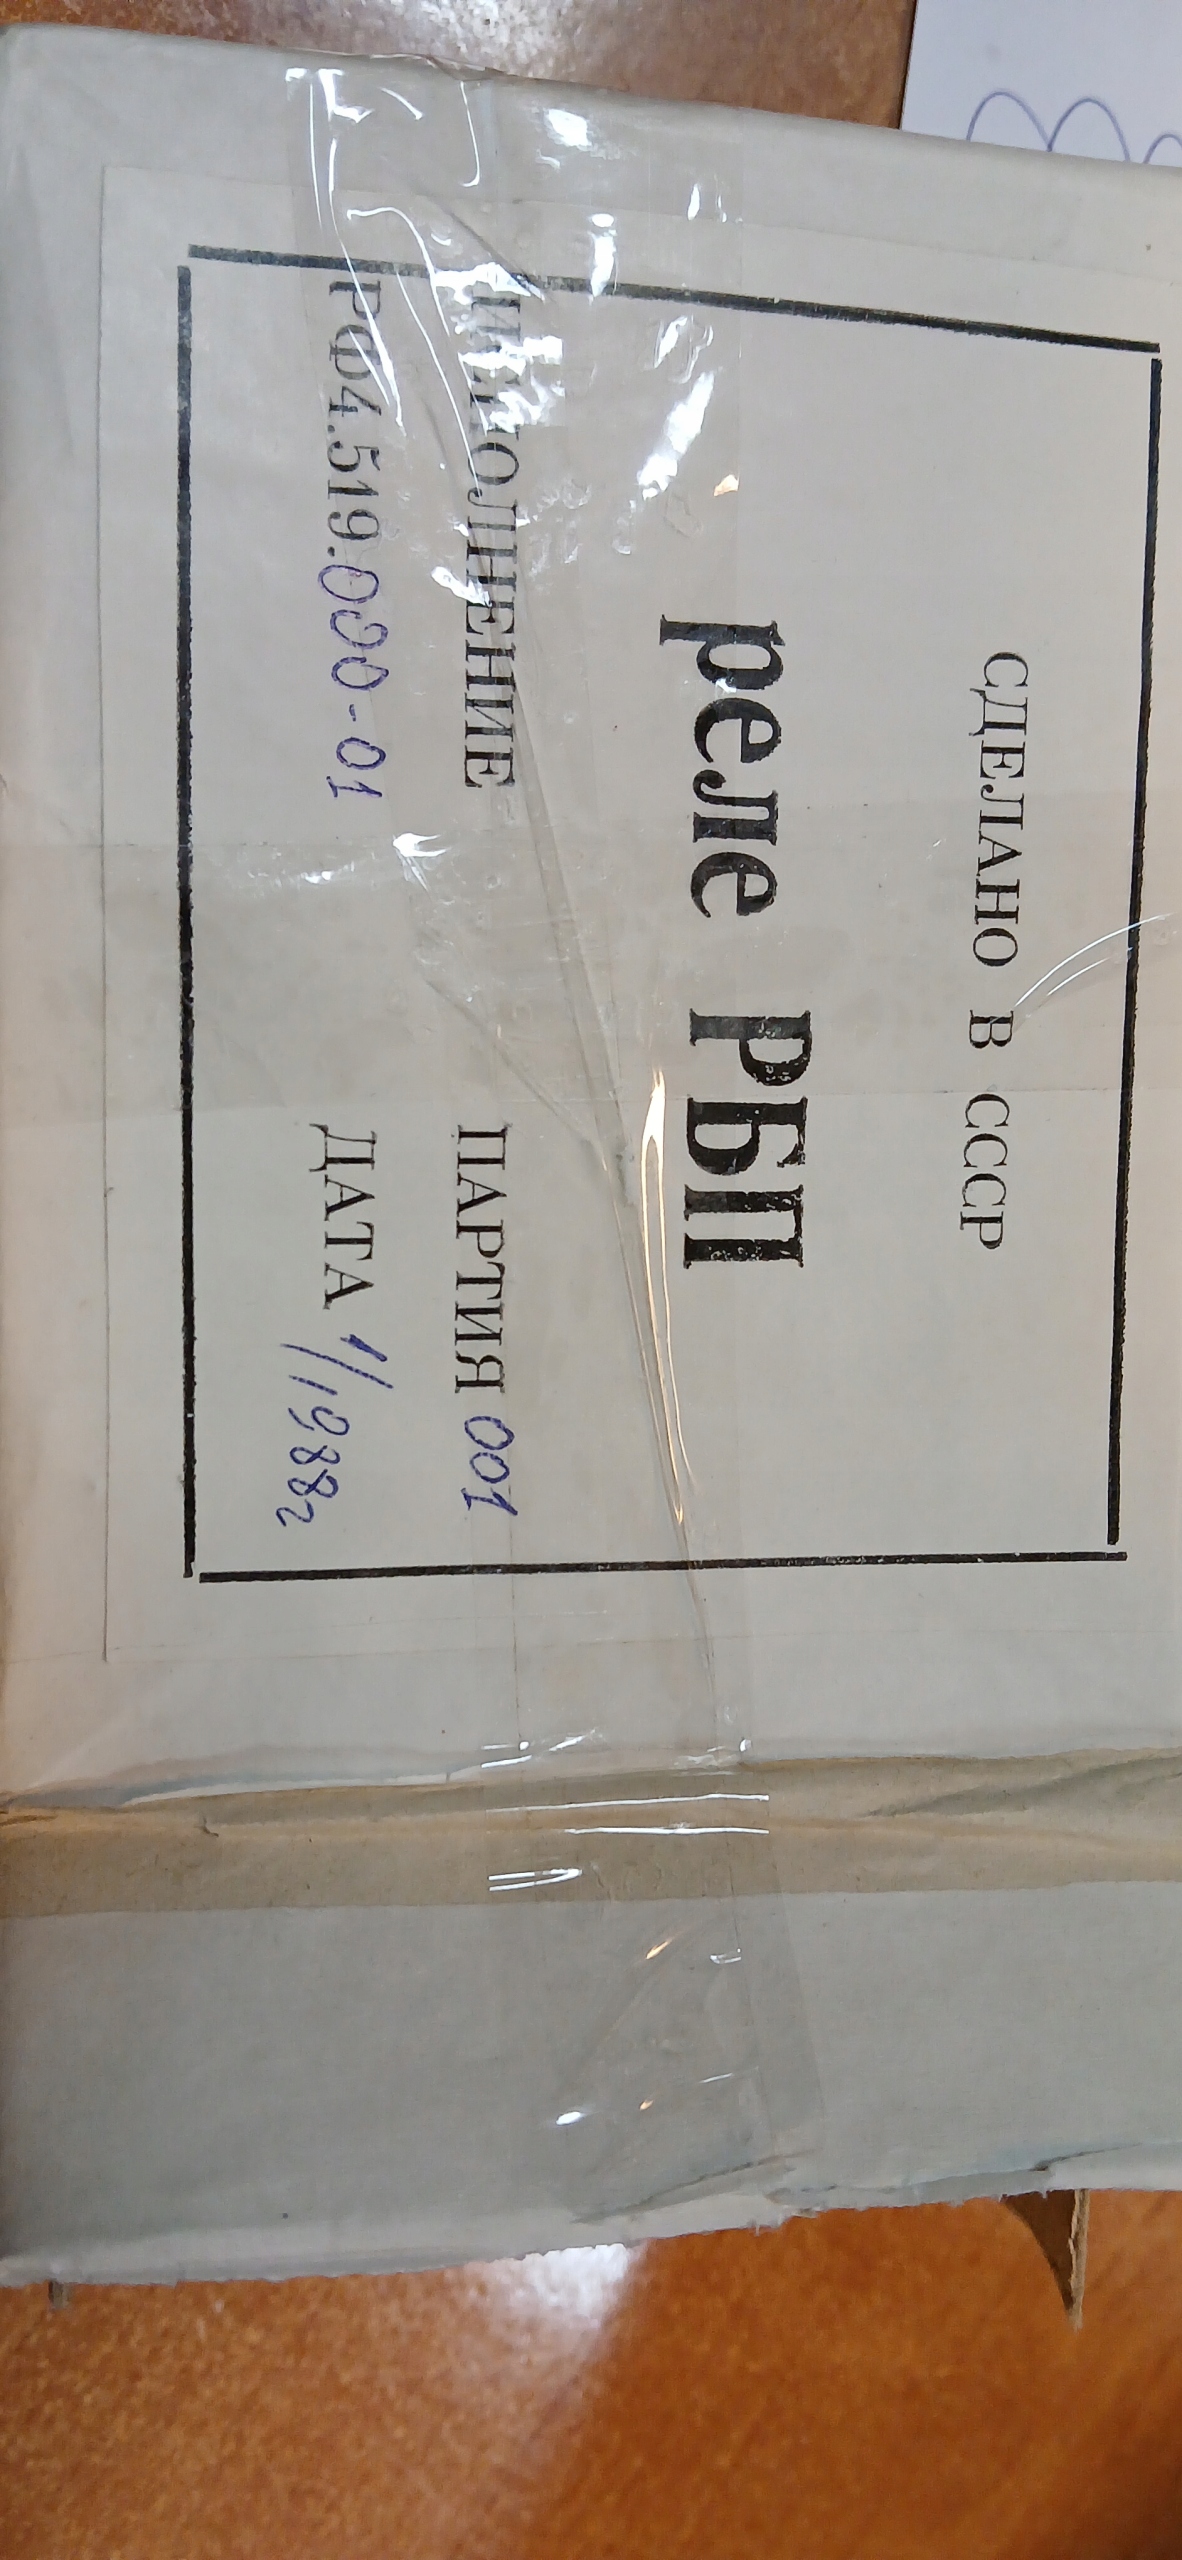 СДЕЛАНО В СССР
реле РБП
ИСПОЛНЕНИЕ ПАРТИЯ 001
РФ4.519.000-01 ДАТА 1/1988г